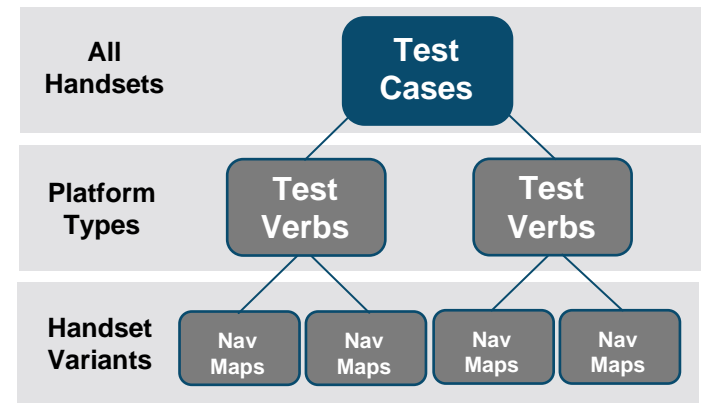 All
Handsets
Test
Cases
Platform
Types
Test
Verbs
Test
Verbs
Handset
Variants
Nav
Maps
Nav
Maps
Nav
Maps
Nav
Maps